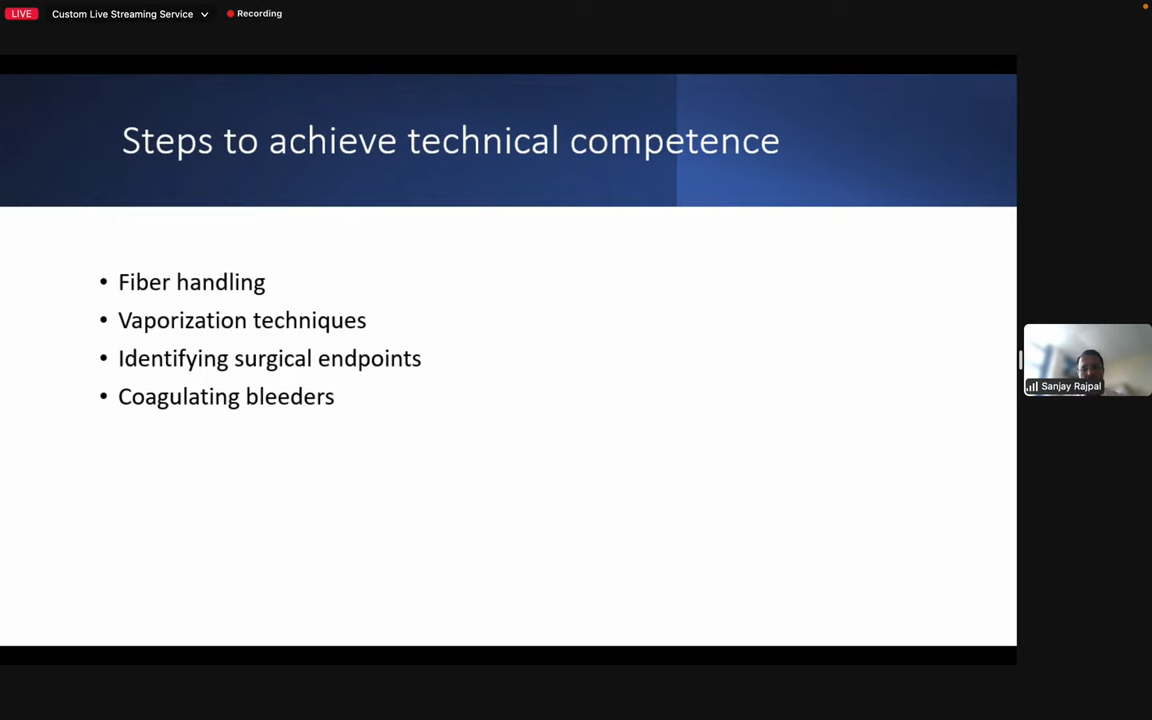 LIVE
Custom Live Streaming Service
Recording
Steps to achieve technical competence
• Fiber handling
• Vaporization techniques
• Identifying surgical endpoints
• Coagulating bleeders
Sanjay Rajpal